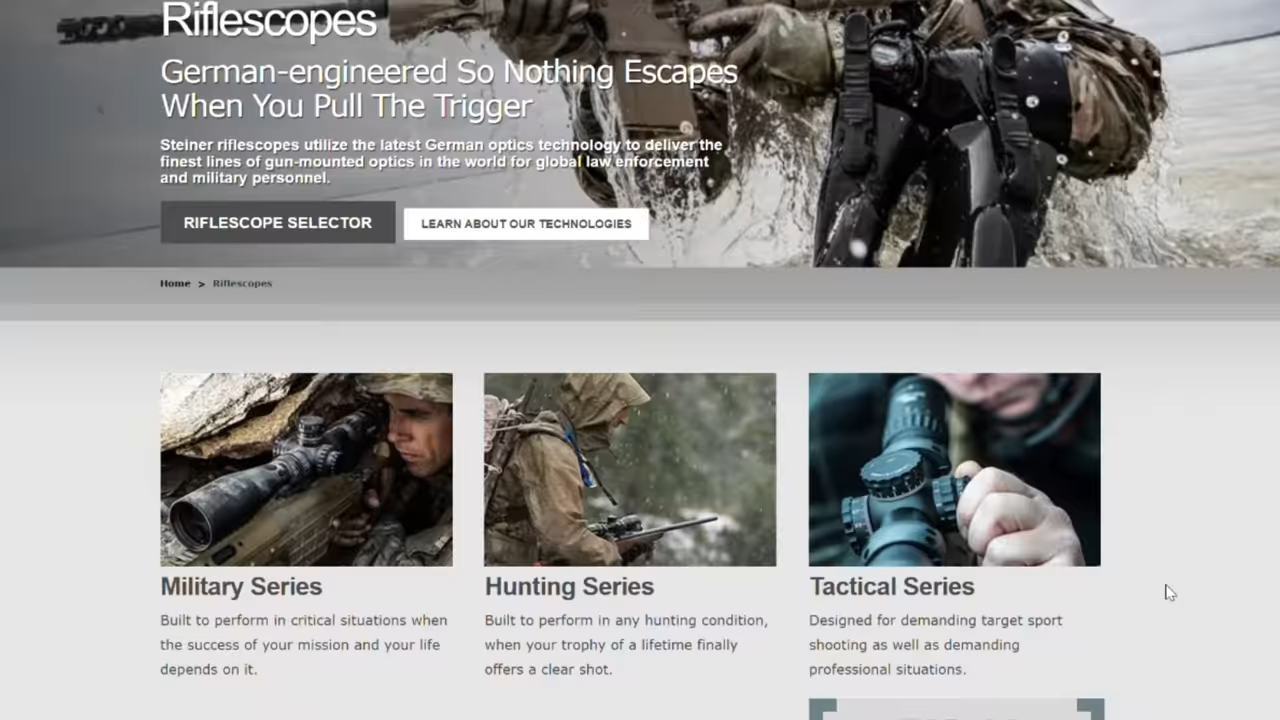 Riflescopes
German-engineered So Nothing Escapes
When You Pull The Trigger
Steiner riflescopes utilize the latest German optics technology to deliver the
finest lines of gun-mounted optics in the world for global law enforcement
and military personnel.
RIFLESCOPE SELECTOR
LEARN ABOUT OUR TECHNOLOGIES
Home > Riflescopes
Military Series
Built to perform in critical situations when
the success of your mission and your life
depends on it.
Hunting Series
Built to perform in any hunting condition,
when your trophy of a lifetime finally
offers a clear shot.
Tactical Series
Designed for demanding target sport
shooting as well as demanding
professional situations.